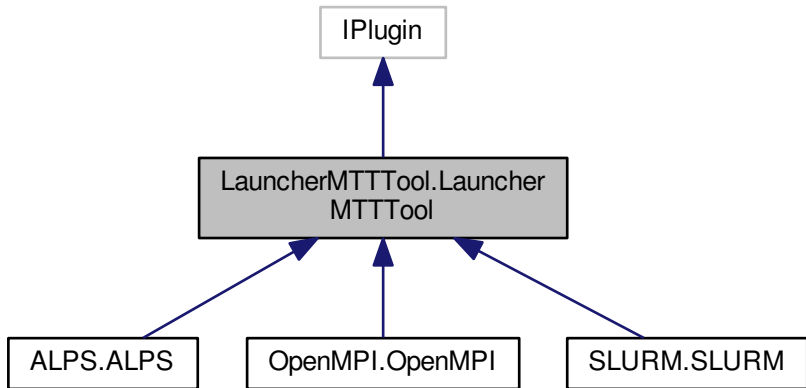 IPlugin
LauncherMTTTool.Launcher
MTTTool
ALPS.ALPS
OpenMPI.OpenMPI
SLURM.SLURM